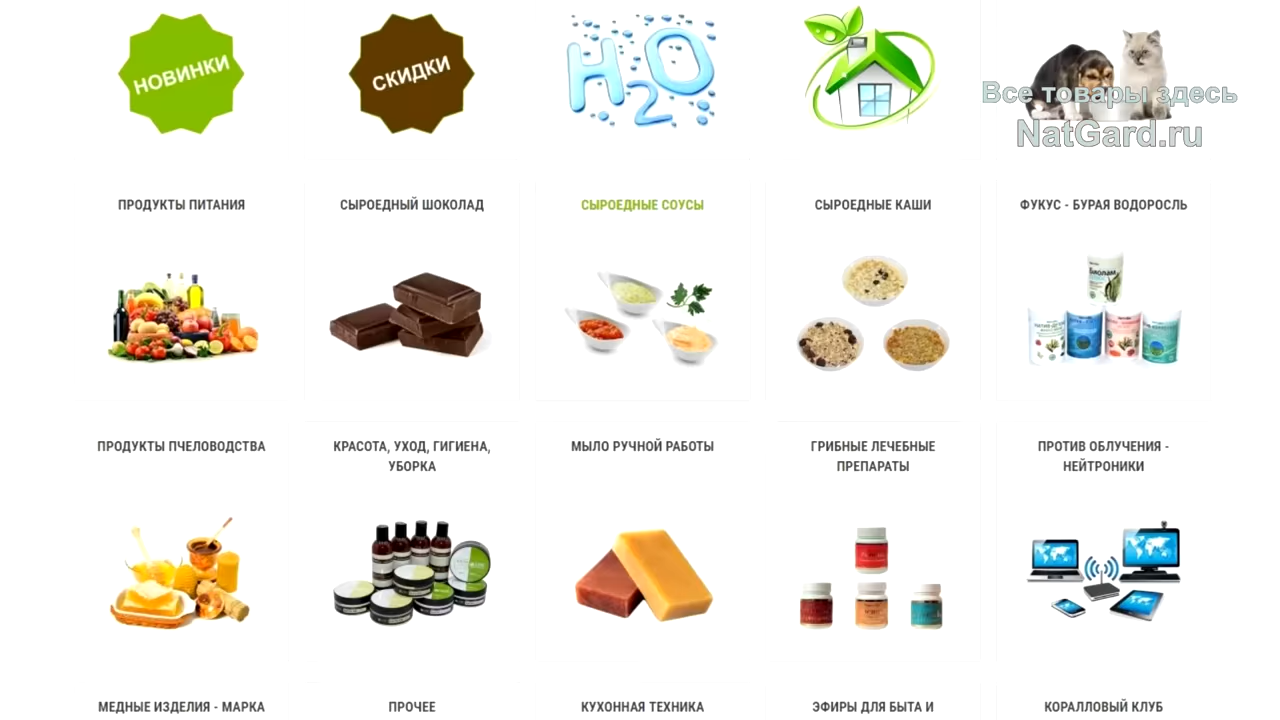 НОВИНКИ
СКИДКИ
H2O
Все товары здесь
NatGard.ru
ПРОДУКТЫ ПИТАНИЯ
СЫРОЕДНЫЙ ШОКОЛАД
СЫРОЕДНЫЕ СОУСЫ
СЫРОЕДНЫЕ КАШИ
ФУКУС - БУРАЯ ВОДОРОСЛЬ
ПРОДУКТЫ ПЧЕЛОВОДСТВА
КРАСОТА, УХОД, ГИГИЕНА,
УБОРКА
МЫЛО РУЧНОЙ РАБОТЫ
ГРИБНЫЕ ЛЕЧЕБНЫЕ
ПРЕПАРАТЫ
ПРОТИВ ОБЛУЧЕНИЯ -
НЕЙТРОНИКИ
МЕДНЫЕ ИЗДЕЛИЯ - МАРКА
ПРОЧЕЕ
КУХОННАЯ ТЕХНИКА
ЭФИРЫ ДЛЯ БЫТА И
КОРАЛЛОВЫЙ КЛУБ